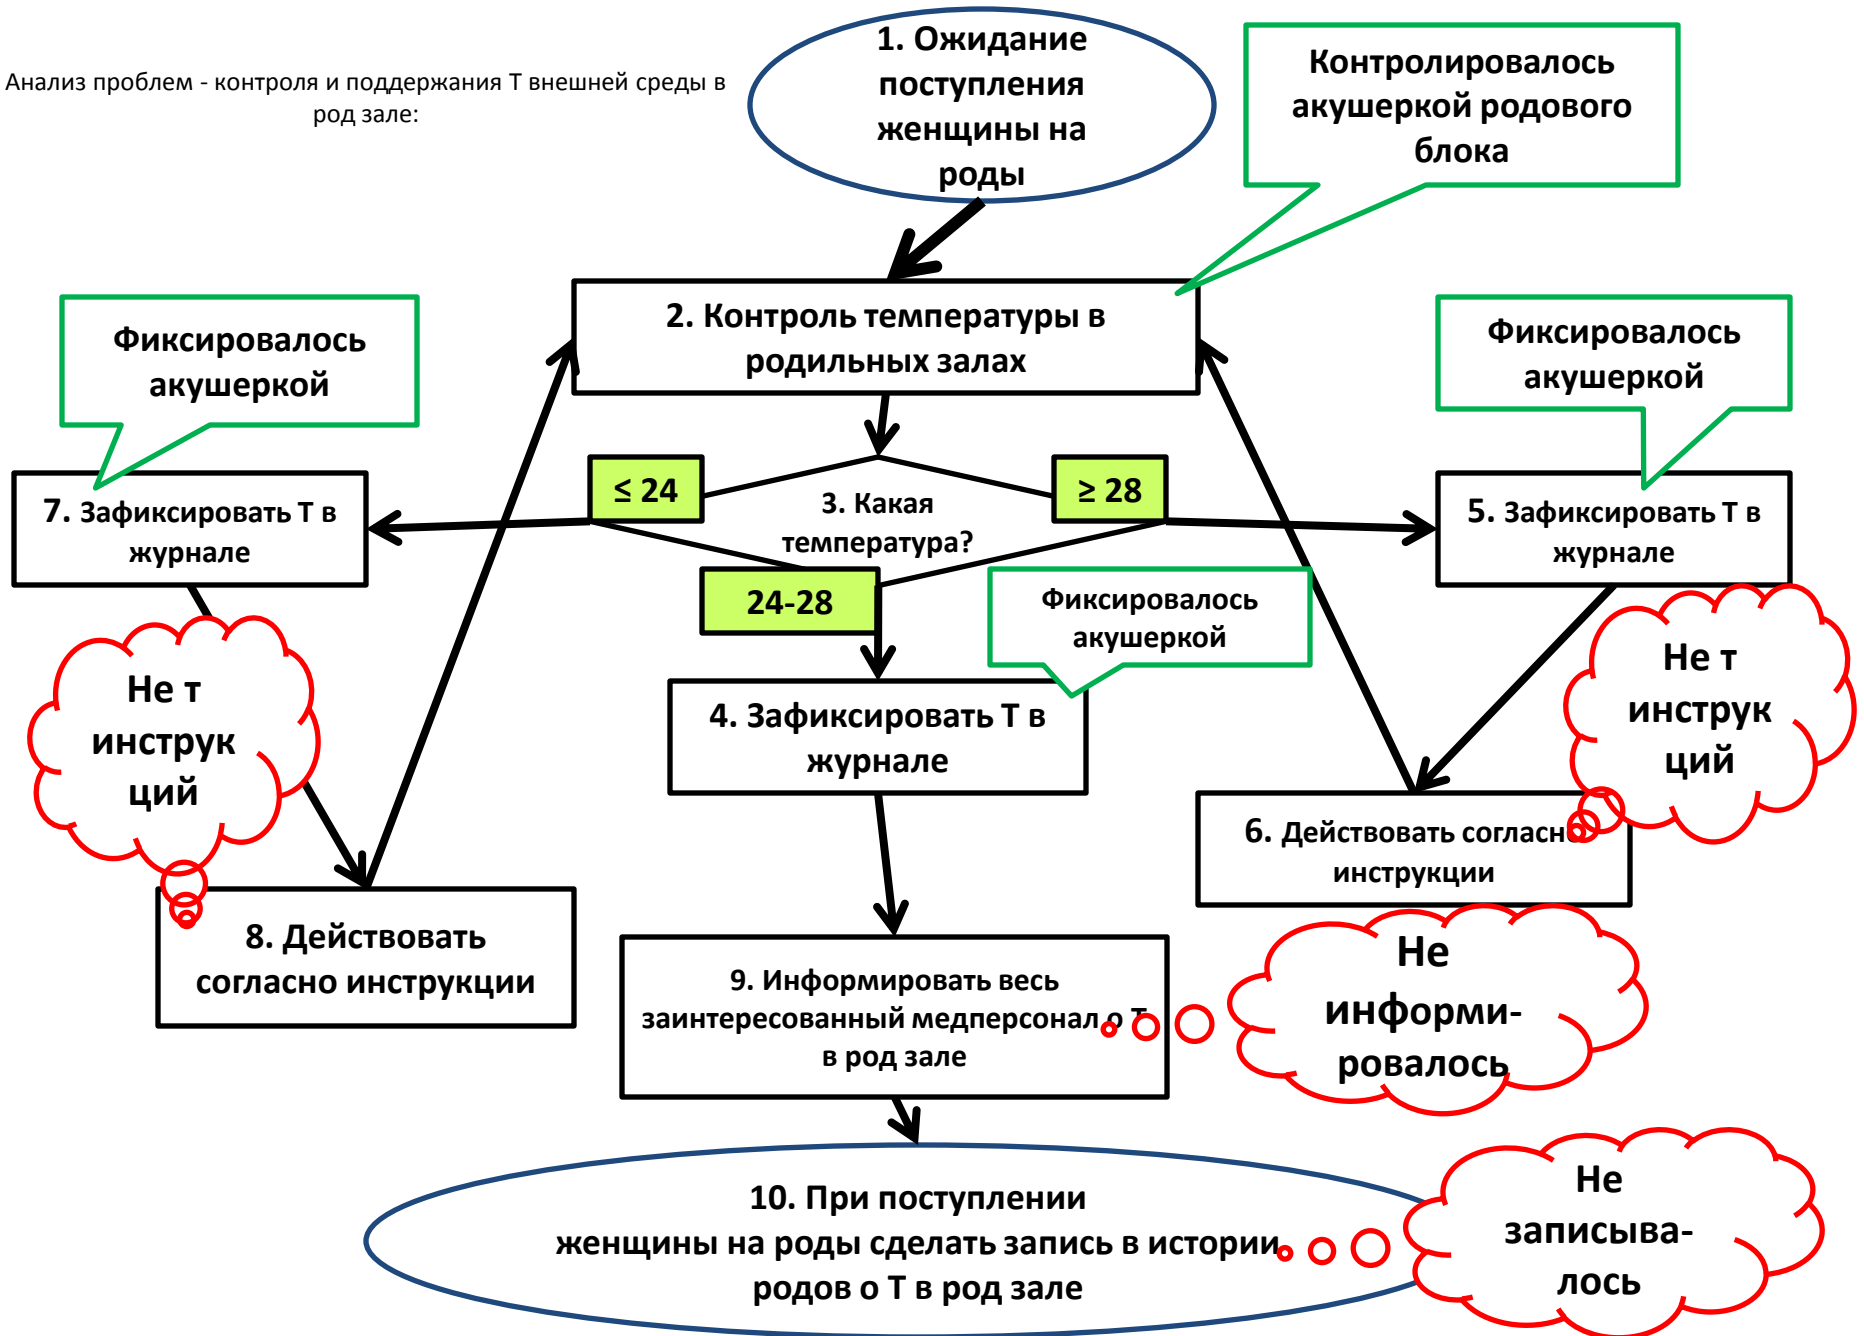 Анализ проблем - контроля и поддержания Т внешней среды в
род зале:
1. Ожидание
поступления
женщины на
роды
Контролировалось
акушеркой родового
блока
2. Контроль температуры в
родильных залах
Фиксировалось
акушеркой
Фиксировалось
акушеркой
7. Зафиксировать Т в
журнале
≤ 24
3. Какая
температура?
≥ 28
5. Зафиксировать Т в
журнале
24-28
Фиксировалось
акушеркой
Не т
инструк
ций
4. Зафиксировать Т в
журнале
Не т
инструк
ций
6. Действовать согласно
инструкции
8. Действовать
согласно инструкции
9. Информировать весь
заинтересованный медперсонал о Т
в род зале
Не
информи-
ровалось
10. При поступлении
женщины на роды сделать запись в истории
родов о Т в род зале
Не
записыва-
лось